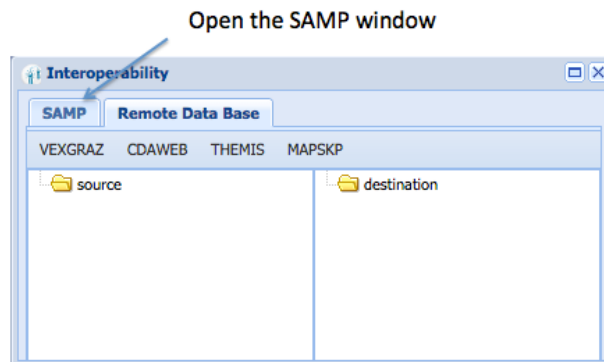 Open the SAMP window
Interoperability
SAMP Remote Data Base
VEXGRAZ CDAWEB THEMIS MAPSKP
source destination